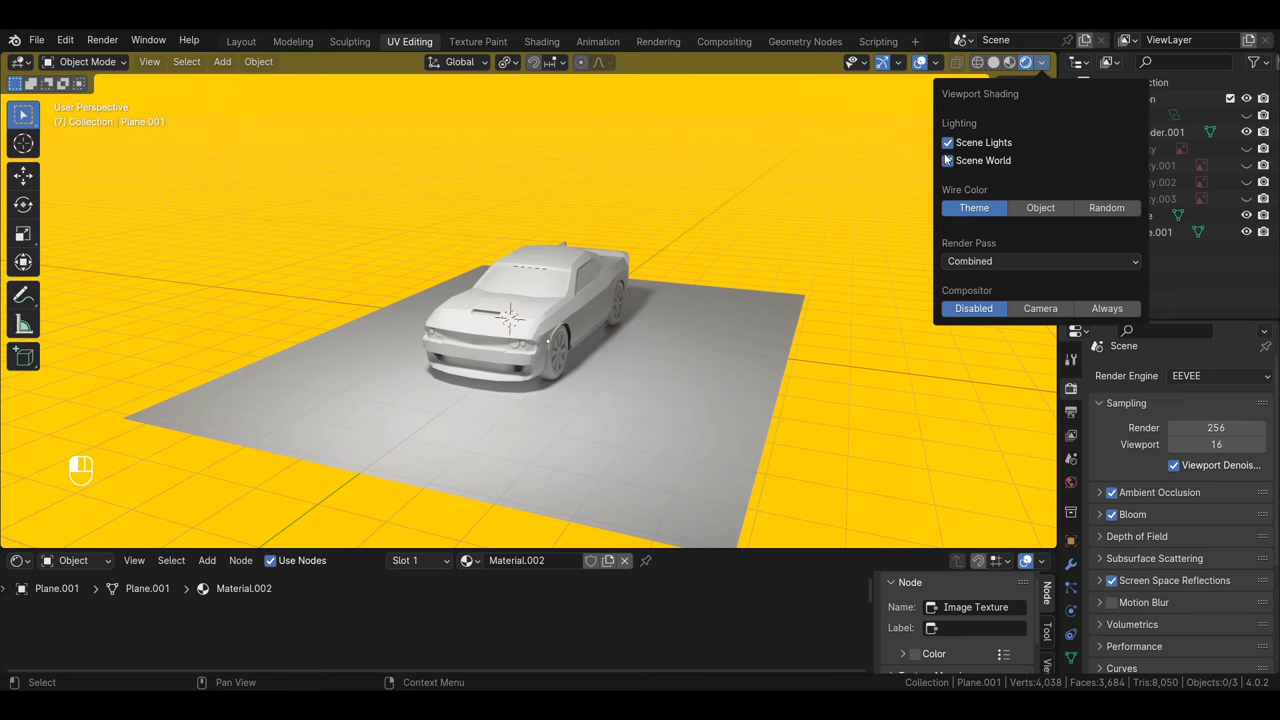 File Edit Render Window Help Layout Modeling Sculpting UV Editing Texture Paint Shading Animation Rendering Compositing Geometry Nodes Scripting + Scene ViewLayer
Object Mode View Select Add Object Global
User Perspective
(7) Collection | Plane.001
Viewport Shading
Lighting
Scene Lights
Scene World
Wire Color
Theme Object Random
Render Pass
Combined
Compositor
Disabled Camera Always
Scene
Render Engine EEVEE
Sampling
Render 256
Viewport 16
Viewport Denois...
Ambient Occlusion
Bloom
Depth of Field
Subsurface Scattering
Screen Space Reflections
Motion Blur
Volumetrics
Performance
Curves
Object View Select Add Node Use Nodes Slot 1 Material.002
Plane.001 Plane.001 Material.002
Node
Name: Image Texture
Label:
Color
Node
Tool
Select Pan View Context Menu Collection | Plane.001 | Verts:4,038 | Faces:3,684 | Tris:8,050 | Objects:0/3 | 4.0.2